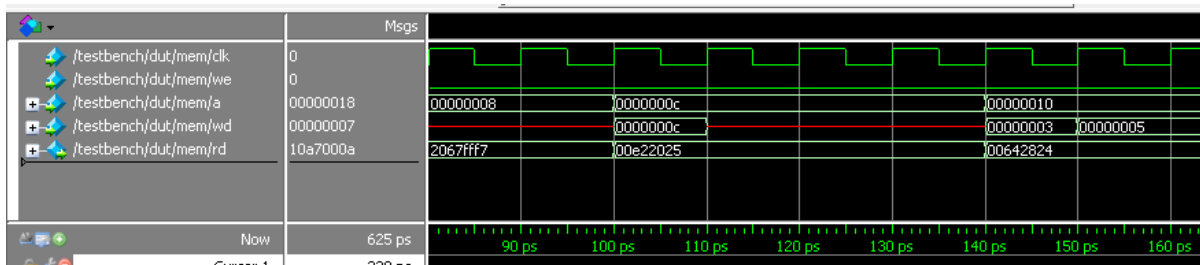 Msgs
/testbench/dut/mem/clk 0
/testbench/dut/mem/we 0
/testbench/dut/mem/a 00000018 00000008 0000000c 00000010
/testbench/dut/mem/wd 00000007 0000000c 00000003 00000005
/testbench/dut/mem/rd 10a7000a 2067fff7 00e22025 00642824
Now 625 ps 90 ps 100 ps 110 ps 120 ps 130 ps 140 ps 150 ps 160 ps